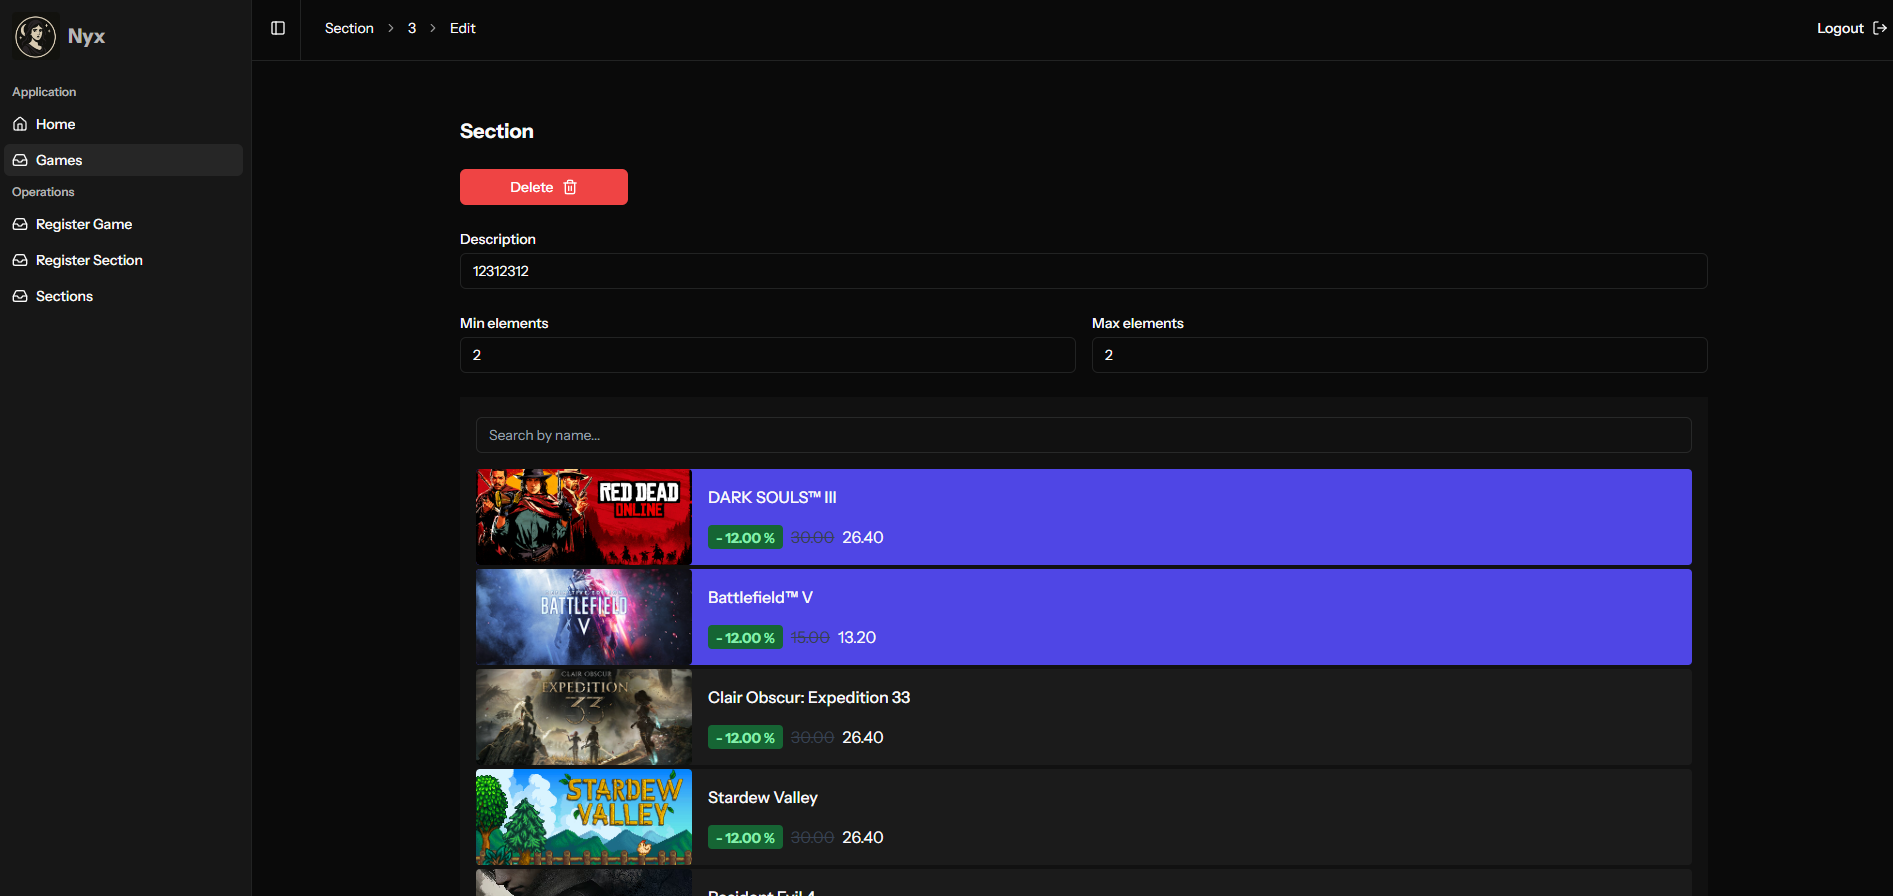 Nyx
Section > 3 > Edit
Logout
Application
Home
Games
Operations
Register Game
Register Section
Sections
Section
Delete
Description
12312312
Min elements
Max elements
2
2
Search by name...
RED DEAD
ONLINE
DARK SOULS™ III
- 12.00 % 30.00 26.40
BATTLEFIELD
V
Battlefield™ V
- 12.00 % 15.00 13.20
CLAIR OBSCUR
EXPEDITION
33
Clair Obscur: Expedition 33
- 12.00 % 30.00 26.40
STARDEW
VALLEY
Stardew Valley
- 12.00 % 30.00 26.40
Resident Evil 4